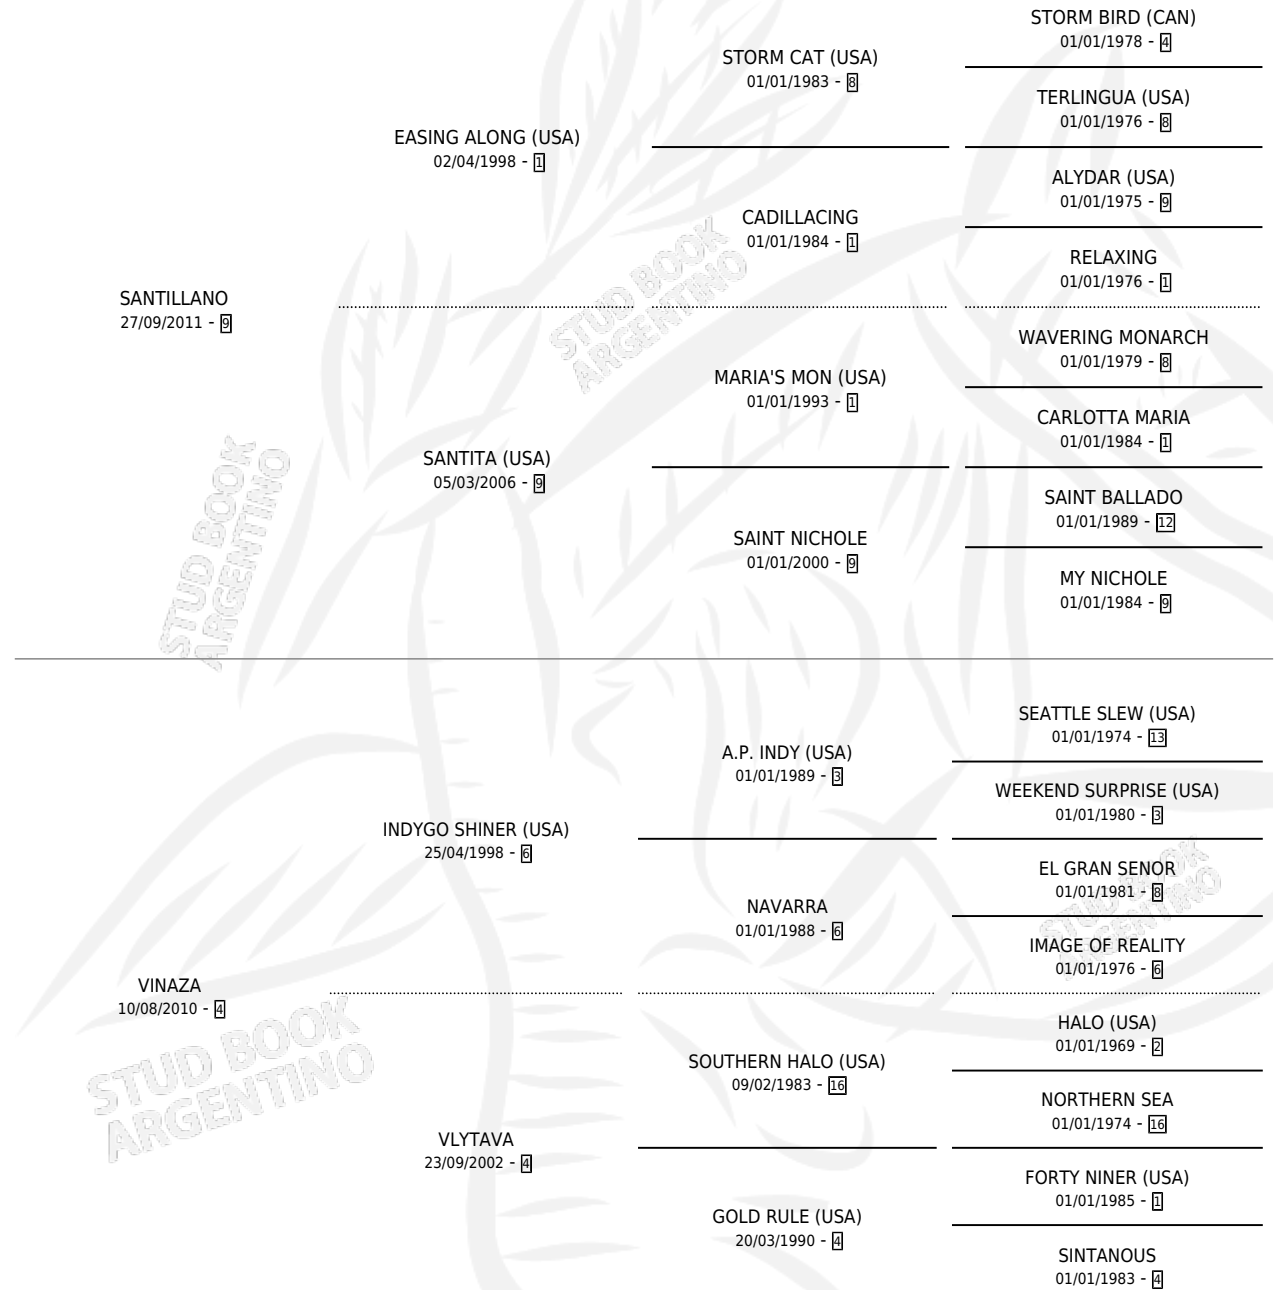 STORM BIRD (CAN)
01/01/1978 - 4
STORM CAT (USA)
01/01/1983 - 8
TERLINGUA (USA)
01/01/1976 - 8
EASING ALONG (USA)
02/04/1998 - 1
ALYDAR (USA)
01/01/1975 - 9
CADILLACING
01/01/1984 - 1
RELAXING
01/01/1976 - 1
SANTILLANO
27/09/2011 - 9
WAVERING MONARCH
01/01/1979 - 8
MARIA'S MON (USA)
01/01/1993 - 1
CARLOTTA MARIA
01/01/1984 - 1
SANTITA (USA)
05/03/2006 - 9
SAINT BALLADO
01/01/1989 - 12
SAINT NICHOLE
01/01/2000 - 9
MY NICHOLE
01/01/1984 - 9
STUD BOOK
ARGENTINO
STUD BOOK
ARGENTINO
SEATTLE SLEW (USA)
01/01/1974 - 13
A.P. INDY (USA)
01/01/1989 - 3
WEEKEND SURPRISE (USA)
01/01/1980 - 3
INDYGO SHINER (USA)
25/04/1998 - 6
EL GRAN SENOR
01/01/1981 - 8
NAVARRA
01/01/1988 - 6
IMAGE OF REALITY
01/01/1976 - 6
VINAZA
10/08/2010 - 4
HALO (USA)
01/01/1969 - 2
SOUTHERN HALO (USA)
09/02/1983 - 16
NORTHERN SEA
01/01/1974 - 16
VLYTAVA
23/09/2002 - 4
FORTY NINER (USA)
01/01/1985 - 1
GOLD RULE (USA)
20/03/1990 - 4
SINTANOUS
01/01/1983 - 4
STUD BOOK
ARGENTINO
STUD BOOK
ARGENTINO